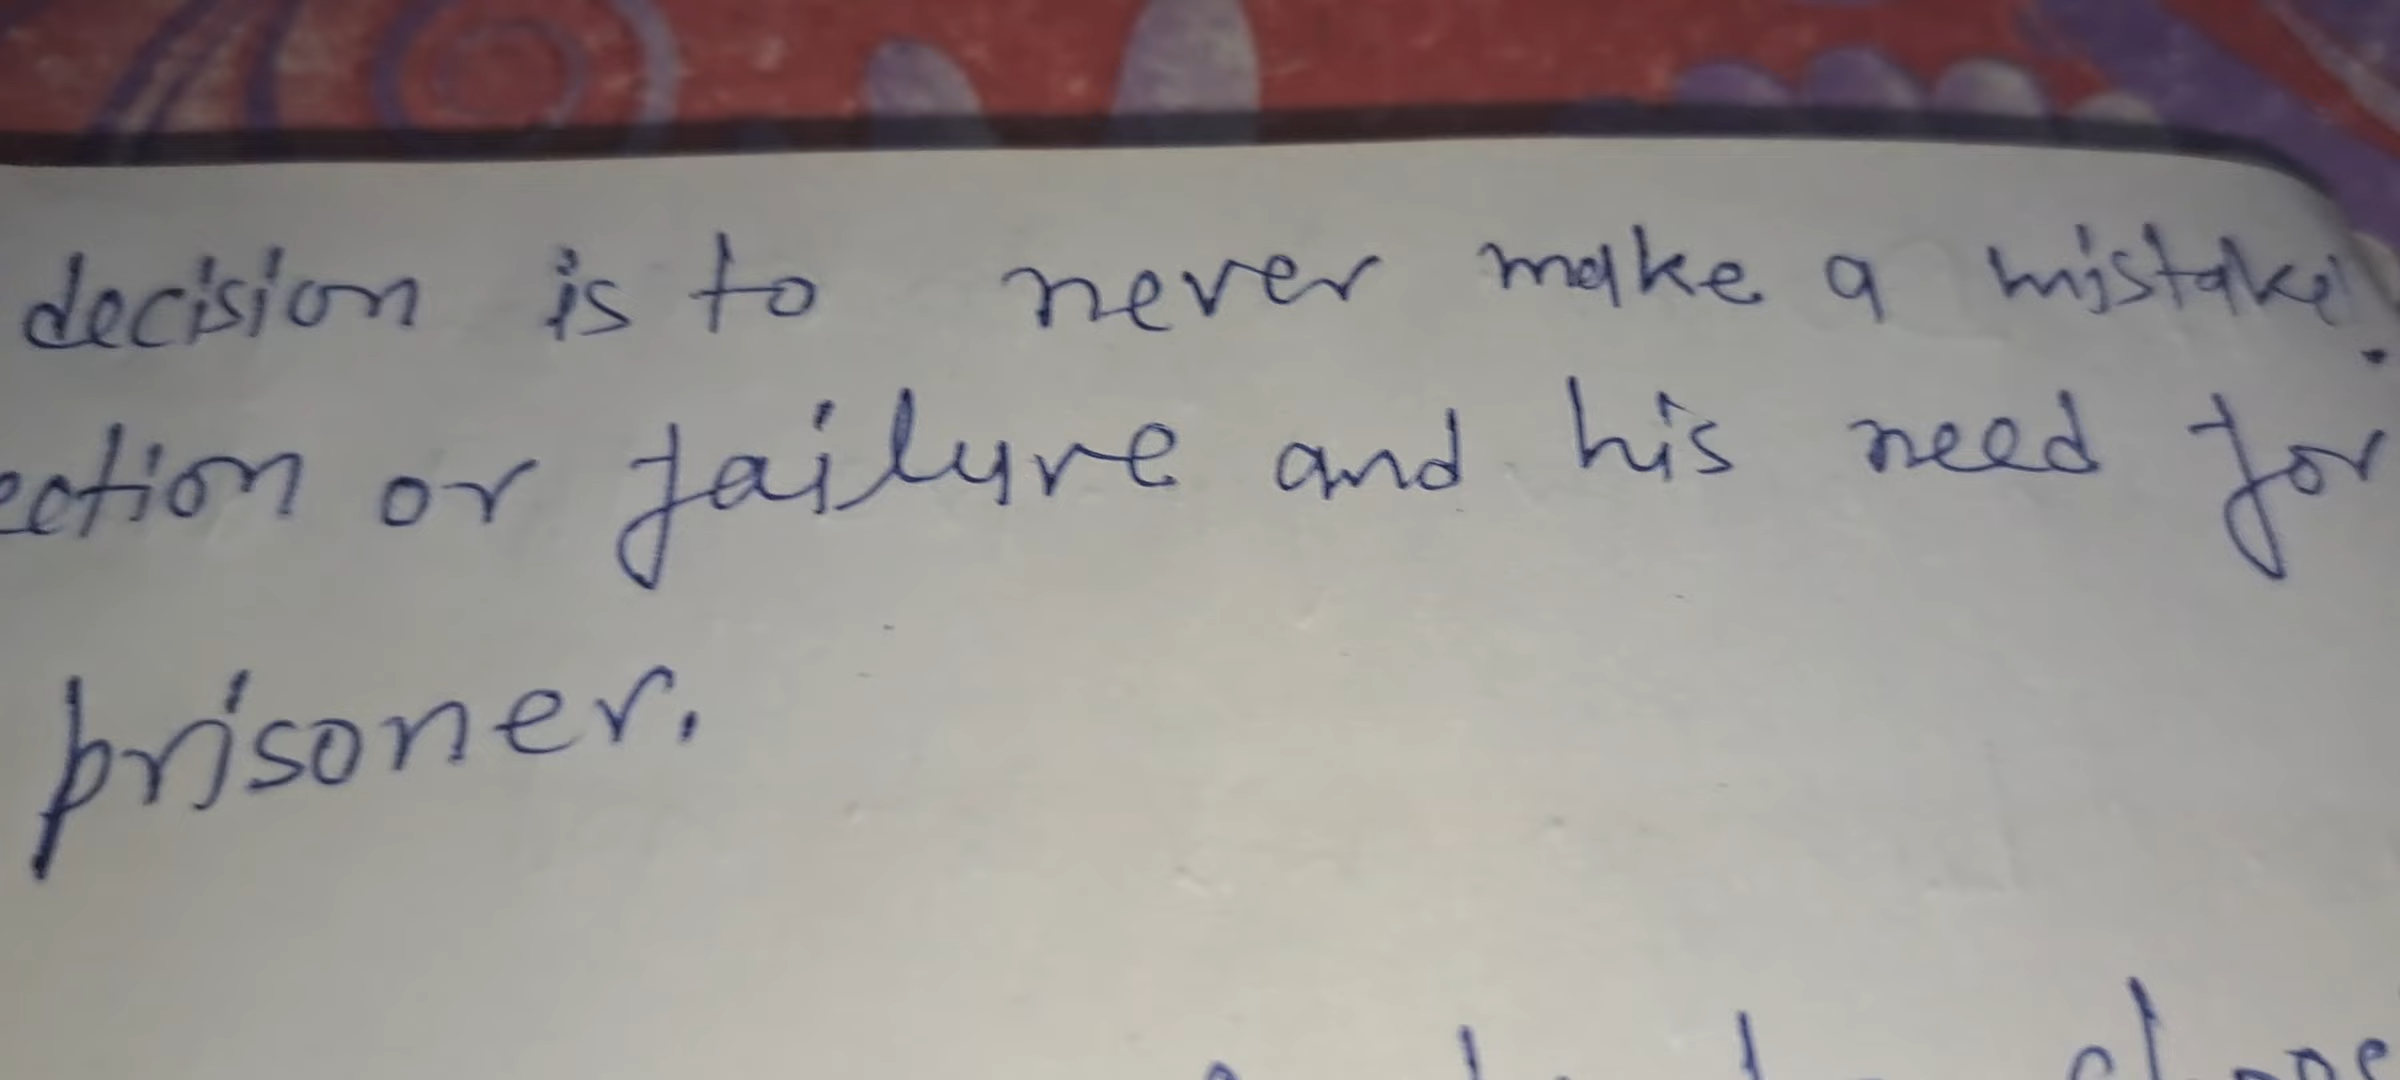 decision is to never make a mistake.
ection or failure and his need for
prisoner.